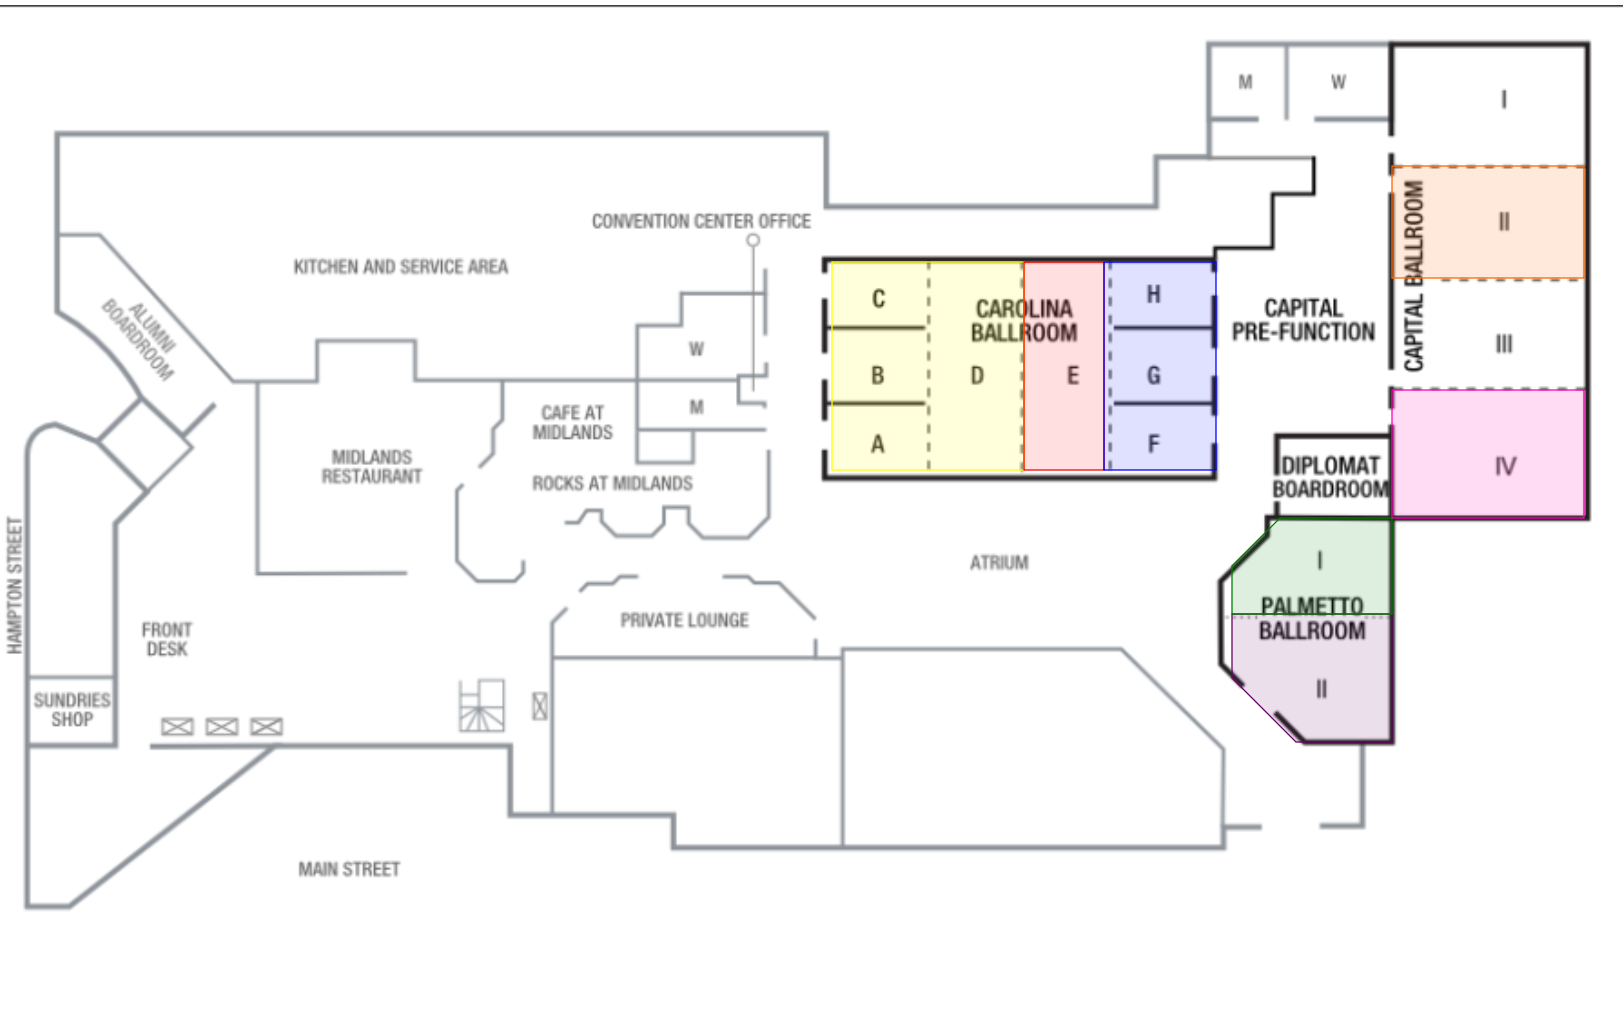 M
W
I
CONVENTION CENTER OFFICE
KITCHEN AND SERVICE AREA
ALUMNI
BOARDROOM
C
CAROLINA
BALLROOM
H
B
D
E
G
A
F
CAPITAL
PRE-FUNCTION
CAPITAL BALLROOM
II
III
IV
W
M
CAFE AT
MIDLANDS
MIDLANDS
RESTAURANT
ROCKS AT MIDLANDS
DIPLOMAT
BOARDROOM
ATRIUM
I
PALMETTO
BALLROOM
II
PRIVATE LOUNGE
HAMPTON STREET
FRONT
DESK
SUNDRIES
SHOP
MAIN STREET